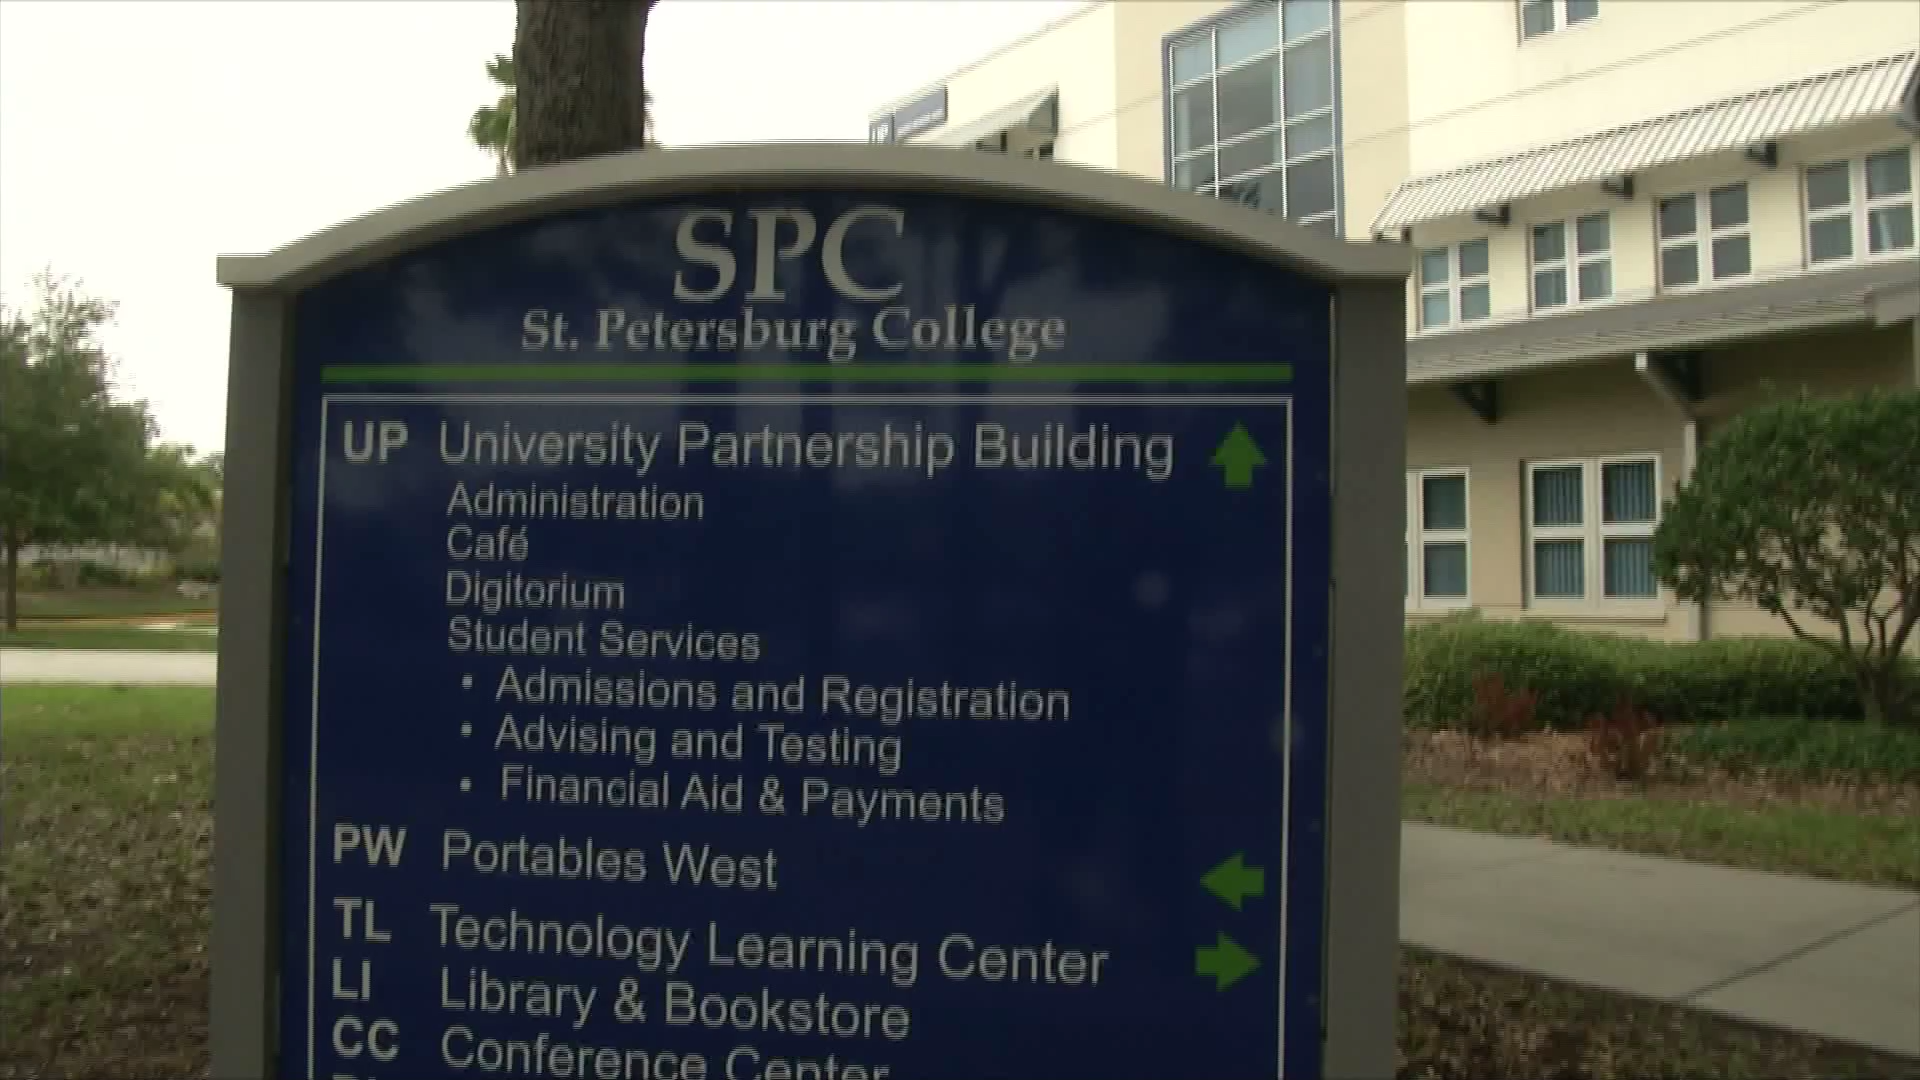 SPC
St. Petersburg College
UP University Partnership Building
Administration
Café
Digitorium
Student Services
• Admissions and Registration
• Advising and Testing
• Financial Aid & Payments
PW Portables West
TL Technology Learning Center
LI Library & Bookstore
CC Conference Center